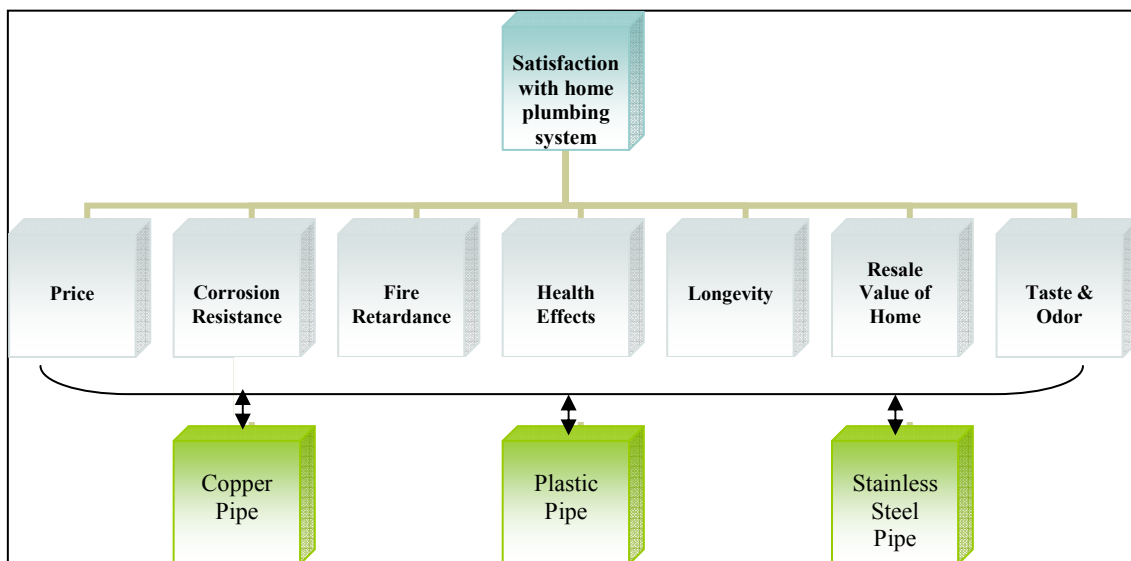 Satisfaction
with home
plumbing
system
Price
Corrosion
Resistance
Fire
Retardance
Health
Effects
Longevity
Resale
Value of
Home
Taste &
Odor
Copper
Pipe
Plastic
Pipe
Stainless
Steel
Pipe